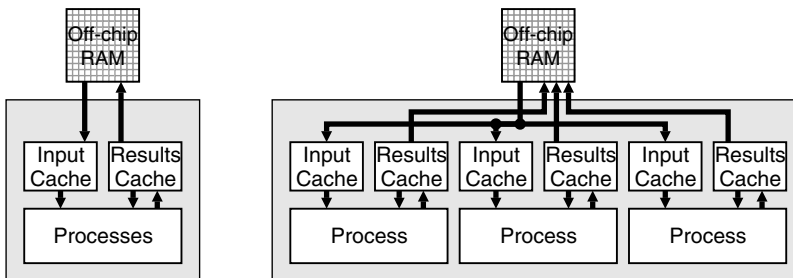 Off-chip
RAM
Input
Cache
Results
Cache
Processes
Off-chip
RAM
Input
Cache
Results
Cache
Process
Input
Cache
Results
Cache
Process
Input
Cache
Results
Cache
Process